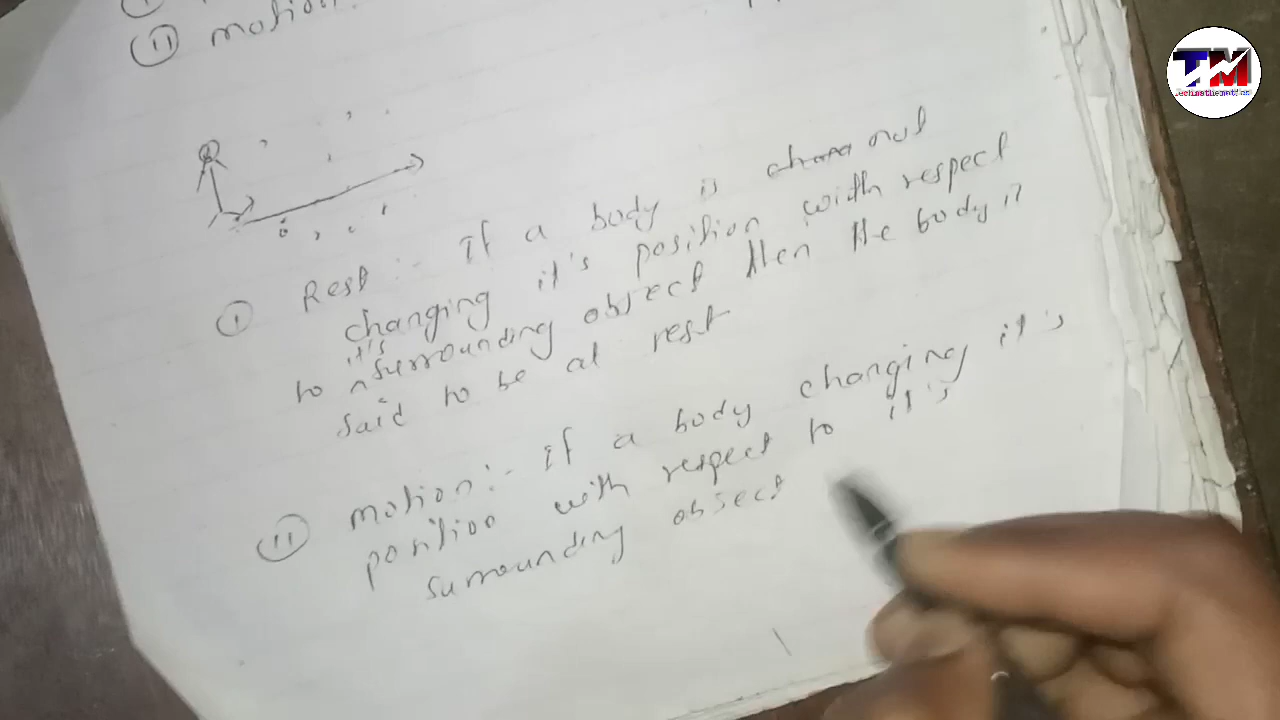 (ii) motion.
TM
Techmathematics
(i) Rest :- If a body is not
changing it's position with respect
to it's surrounding object then the body is
said to be at rest
(ii) motion :- If a body changing it's
position with respect to it's
surrounding object